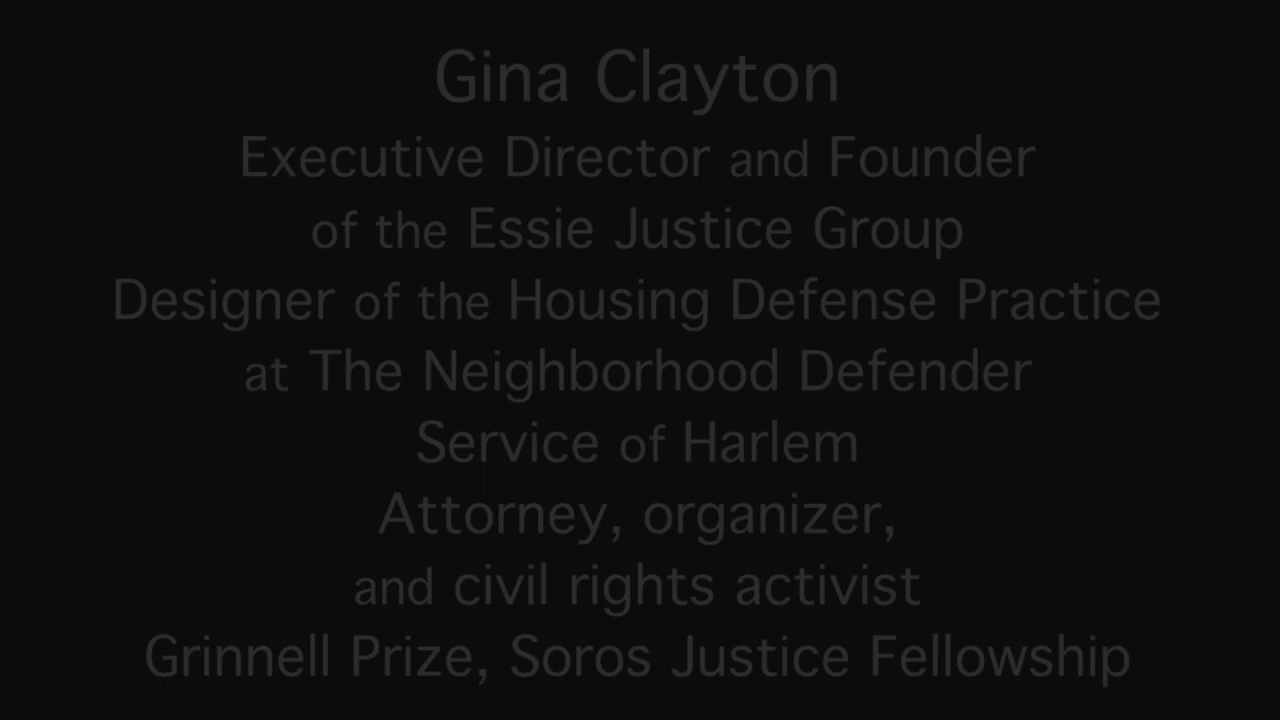 Gina Clayton
Executive Director and Founder
of the Essie Justice Group
Designer of the Housing Defense Practice
at The Neighborhood Defender
Service of Harlem
Attorney, organizer,
and civil rights activist
Grinnell Prize, Soros Justice Fellowship